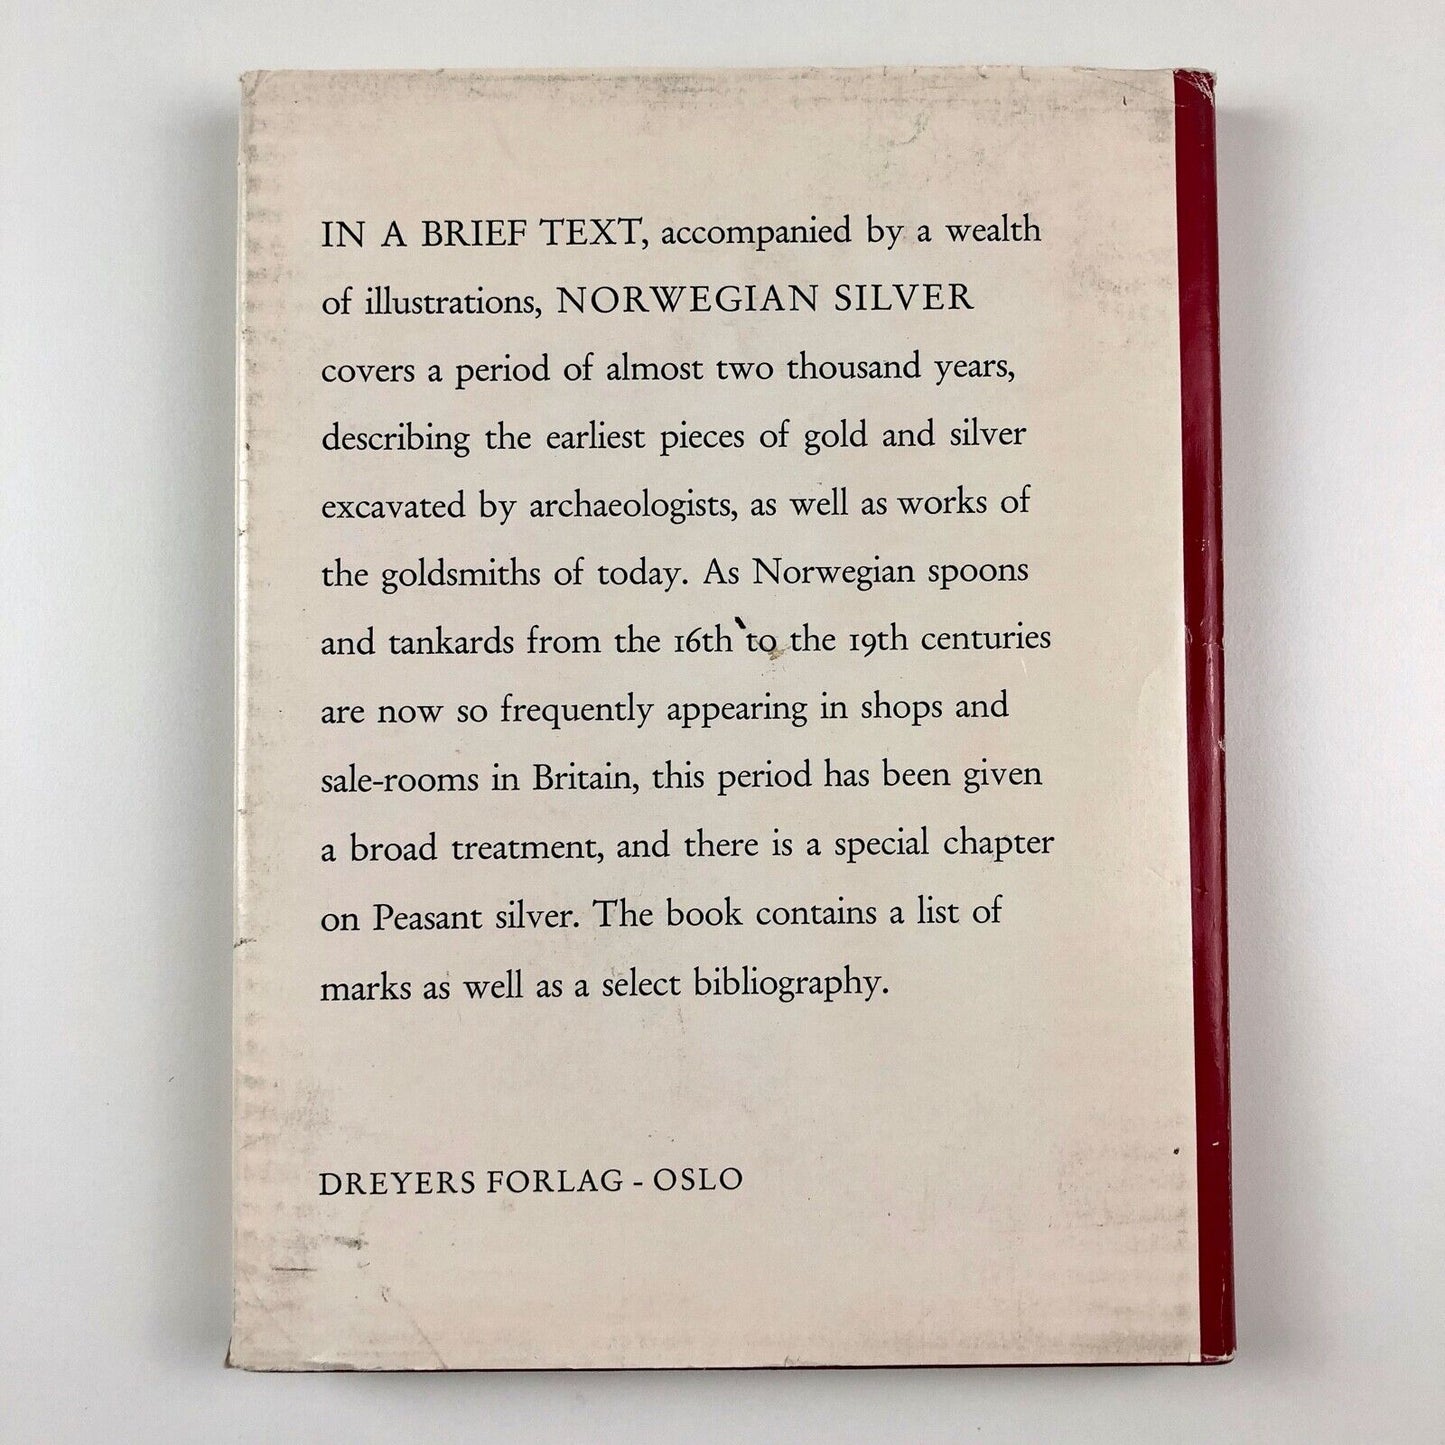 IN A BRIEF TEXT, accompanied by a wealth
of illustrations, NORWEGIAN SILVER
covers a period of almost two thousand years,
describing the earliest pieces of gold and silver
excavated by archaeologists, as well as works of
the goldsmiths of today. As Norwegian spoons
and tankards from the 16th to the 19th centuries
are now so frequently appearing in shops and
sale-rooms in Britain, this period has been given
a broad treatment, and there is a special chapter
on Peasant silver. The book contains a list of
marks as well as a select bibliography.
DREYERS FORLAG - OSLO